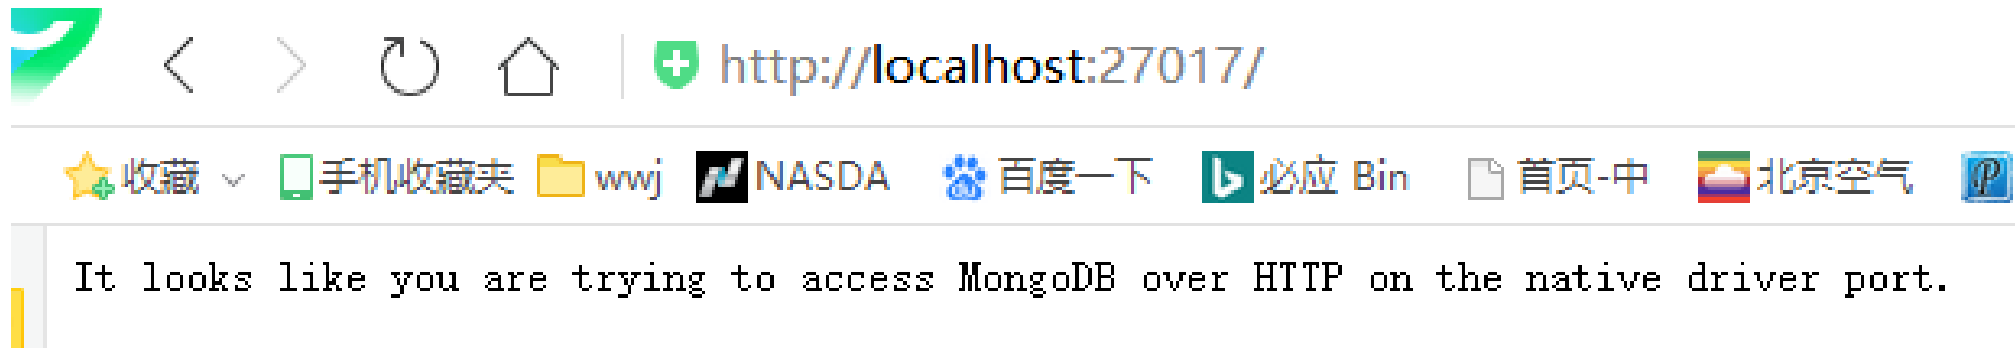 http://localhost:27017/
收藏 手机收藏夹 wwj NASDA 百度一下 必应 Bin 首页-中 北京空气
It looks like you are trying to access MongoDB over HTTP on the native driver port.